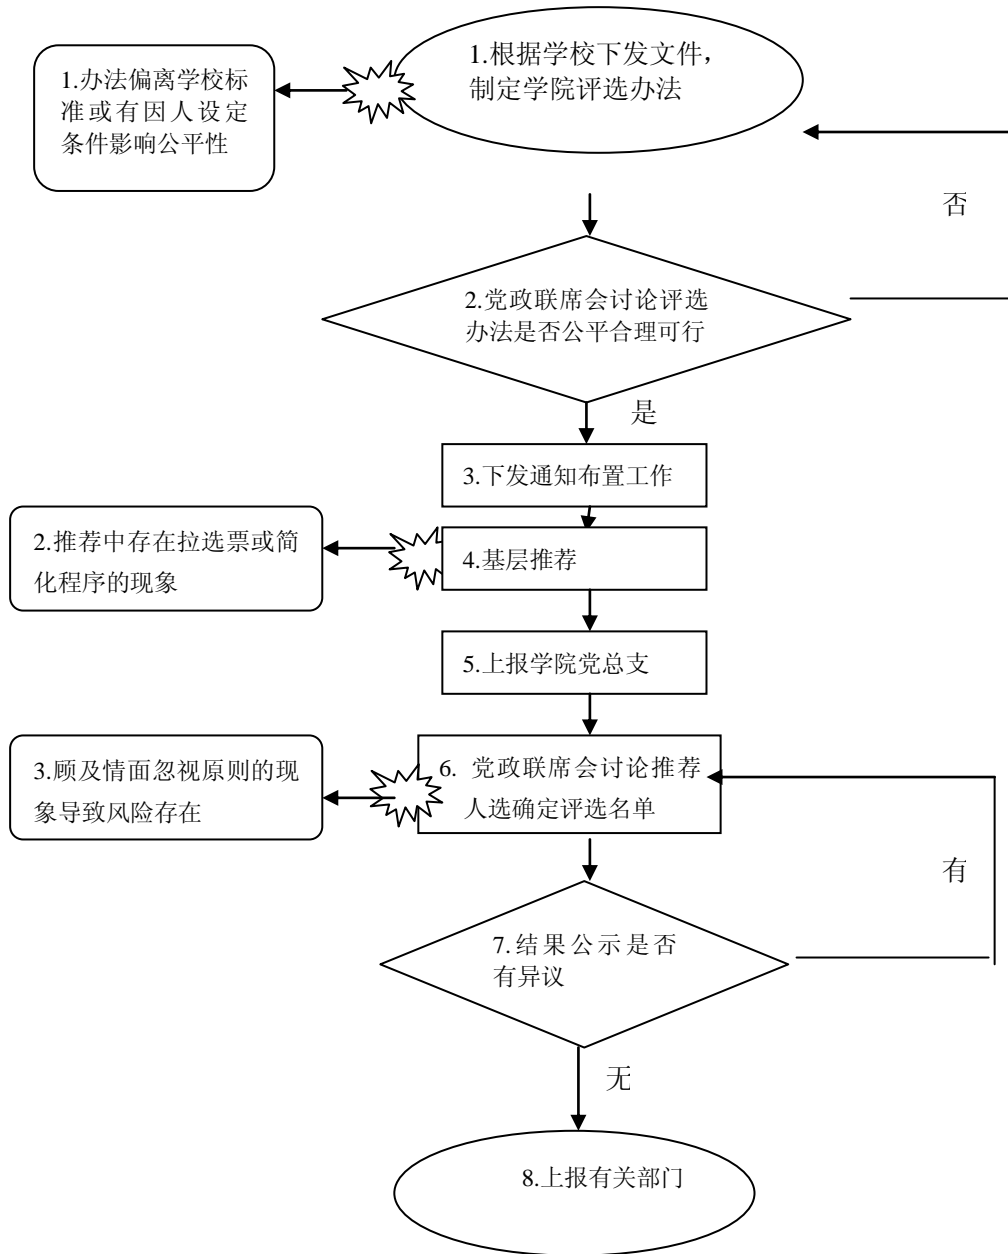 1.根据学校下发文件，
制定学院评选办法
1.办法偏离学校标
准或有因人设定
条件影响公平性
否
2.党政联席会讨论评选
办法是否公平合理可行
是
3.下发通知布置工作
2.推荐中存在拉选票或简
化程序的现象
4.基层推荐
5.上报学院党总支
3.顾及情面忽视原则的现
象导致风险存在
6. 党政联席会讨论推荐
人选确定评选名单
有
7.结果公示是否
有异议
无
8.上报有关部门